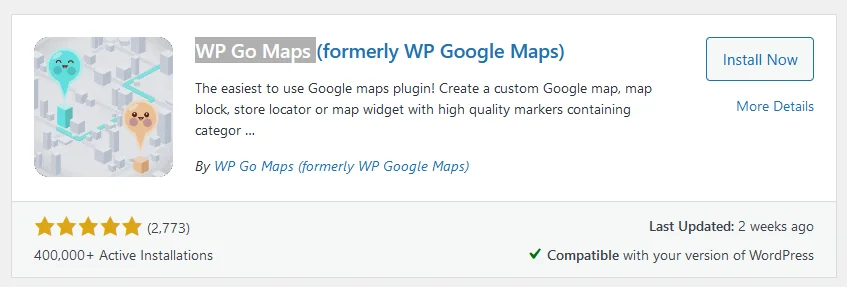 WP Go Maps (formerly WP Google Maps)
Install Now
The easiest to use Google maps plugin! Create a custom Google map, map
block, store locator or map widget with high quality markers containing
categor ...
More Details
By WP Go Maps (formerly WP Google Maps)
(2,773)
Last Updated: 2 weeks ago
400,000+ Active Installations
Compatible with your version of WordPress